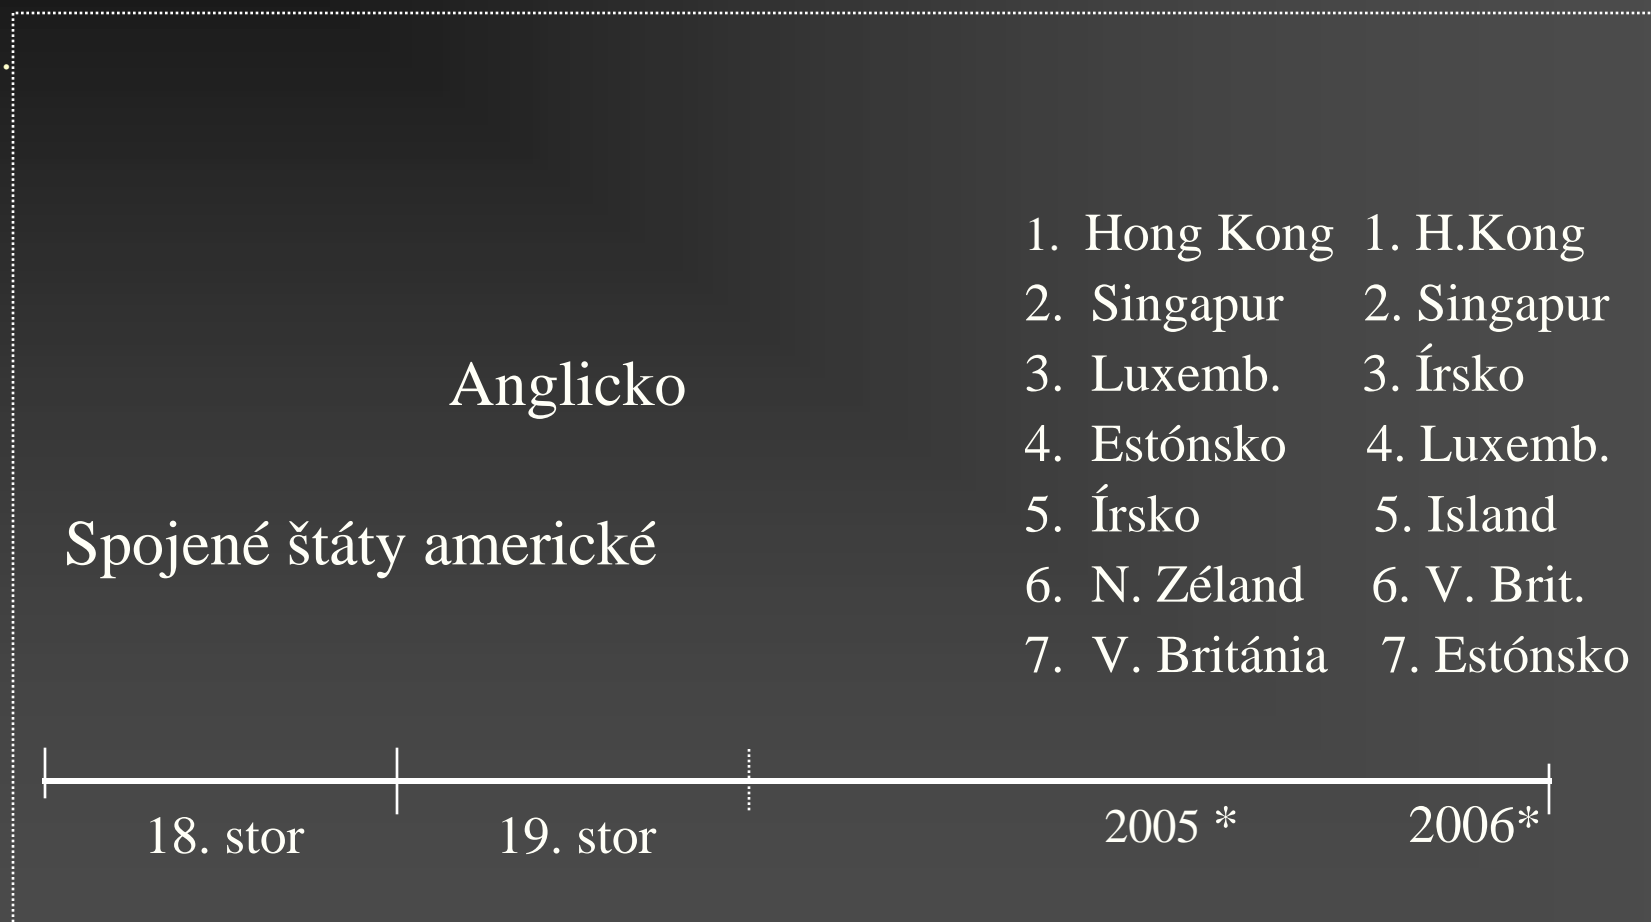 1. Hong Kong 1. H.Kong
2. Singapur 2. Singapur
3. Luxemb. 3. Írsko
Anglicko
4. Estónsko 4. Luxemb.
5. Írsko 5. Island
Spojené štáty americké
6. N. Zéland 6. V. Brit.
7. V. Británia 7. Estónsko
18. stor 19. stor 2005 * 2006*